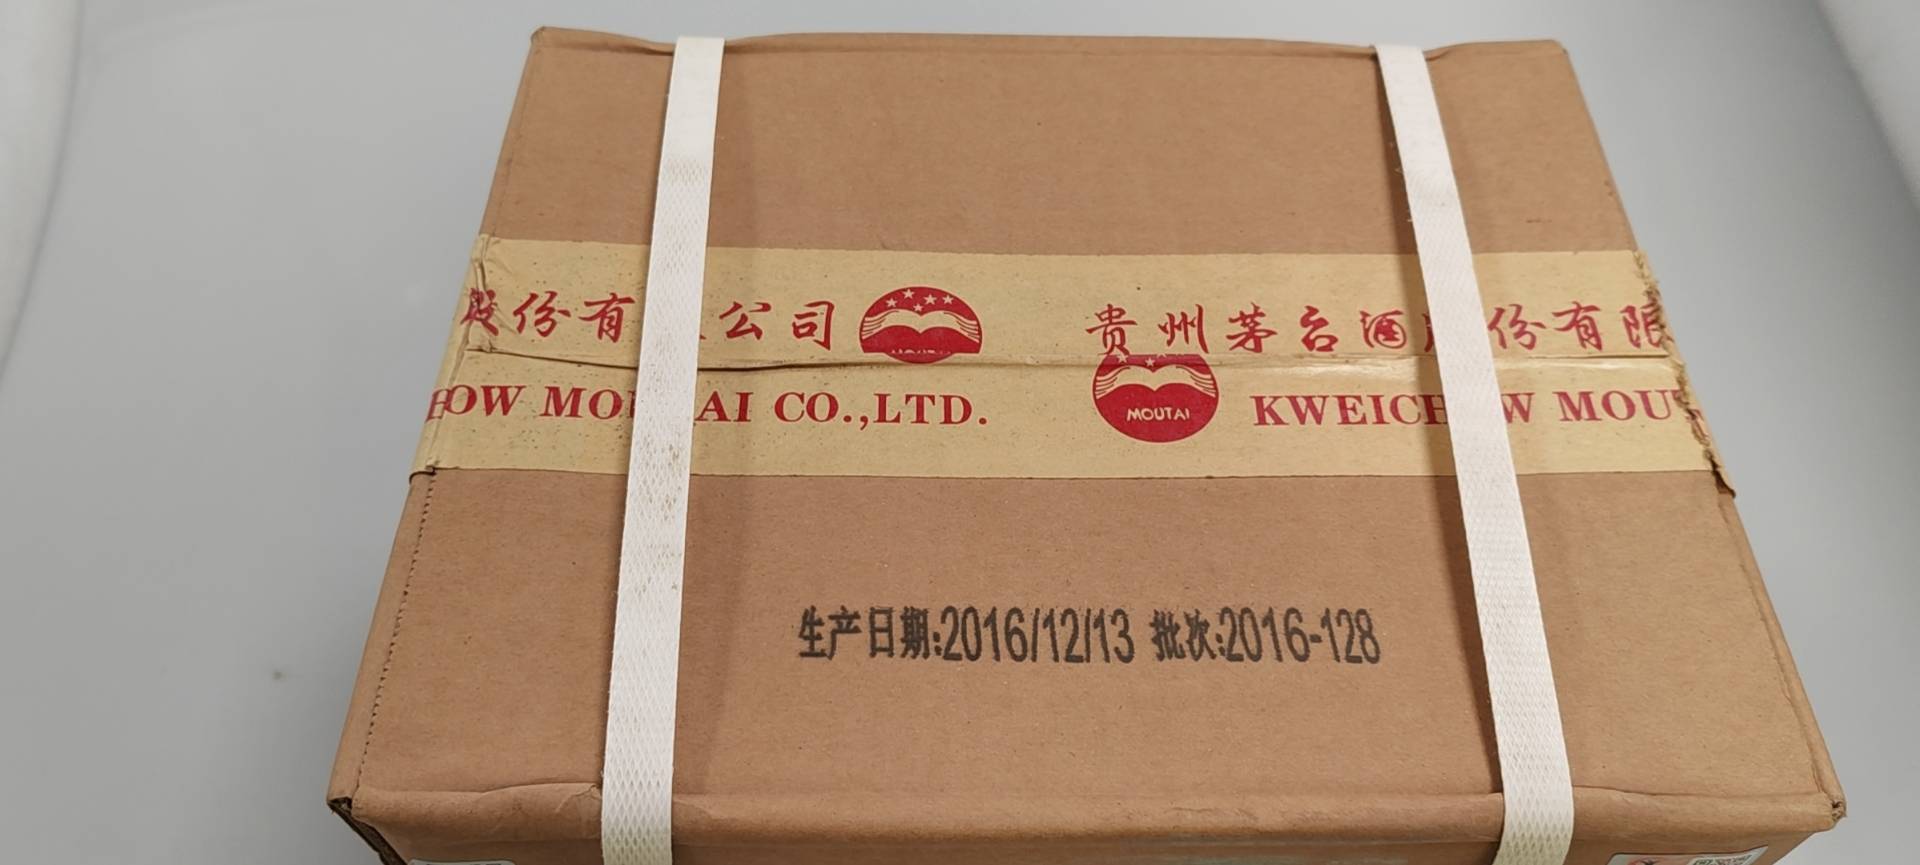 份有 公司 MOUTAI 贵州茅台酒 份有限
OW MO AI CO.,LTD. MOUTAI KWEICH W MOU
生产日期:2016/12/13 批次:2016-128